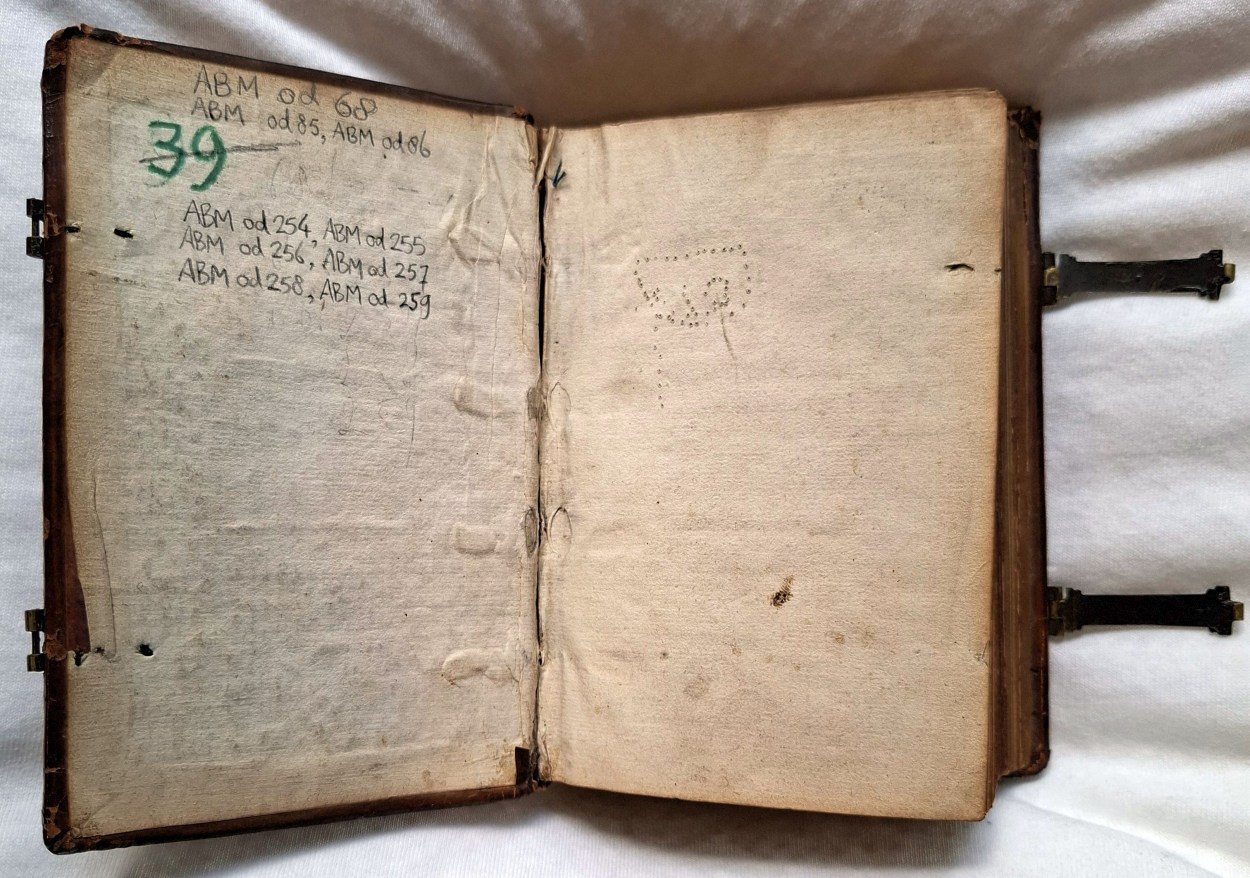 ABM od 68
ABM od 85, ABM od 86
39
ABM od 254, ABM od 255
ABM od 256, ABM od 257
ABM od 258, ABM od 259